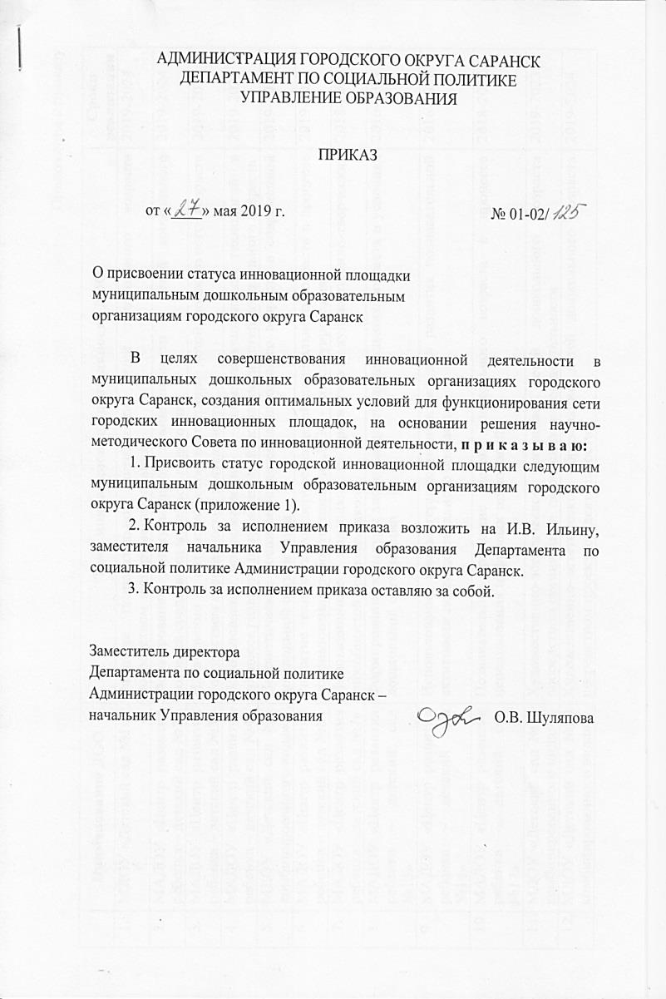 АДМИНИСТРАЦИЯ ГОРОДСКОГО ОКРУГА САРАНСК
ДЕПАРТАМЕНТ ПО СОЦИАЛЬНОЙ ПОЛИТИКЕ
УПРАВЛЕНИЕ ОБРАЗОВАНИЯ
ПРИКАЗ
от «27» мая 2019 г. № 01-02/125
О присвоении статуса инновационной площадки
муниципальным дошкольным образовательным
организациям городского округа Саранск
В целях совершенствования инновационной деятельности в
муниципальных дошкольных образовательных организациях городского
округа Саранск, создания оптимальных условий для функционирования сети
городских инновационных площадок, на основании решения научно-
методического Совета по инновационной деятельности, п р и к а з ы в а ю:
1. Присвоить статус городской инновационной площадки следующим
муниципальным дошкольным образовательным организациям городского
округа Саранск (приложение 1).
2. Контроль за исполнением приказа возложить на И.В. Ильину,
заместителя начальника Управления образования Департамента по
социальной политике Администрации городского округа Саранск.
3. Контроль за исполнением приказа оставляю за собой.
Заместитель директора
Департамента по социальной политике
Администрации городского округа Саранск –
начальник Управления образования О.В. Шуляпова